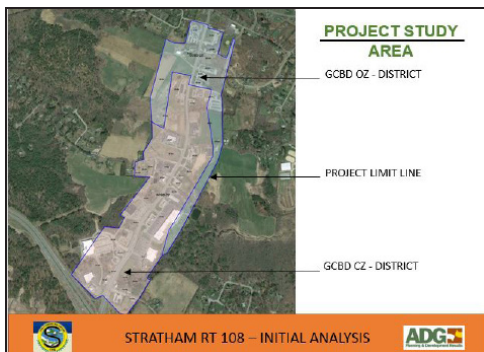 PROJECT STUDY
AREA
GCBD OZ - DISTRICT
PROJECT LIMIT LINE
GCBD CZ - DISTRICT
STRATHAM RT 108 – INITIAL ANALYSIS
ADG